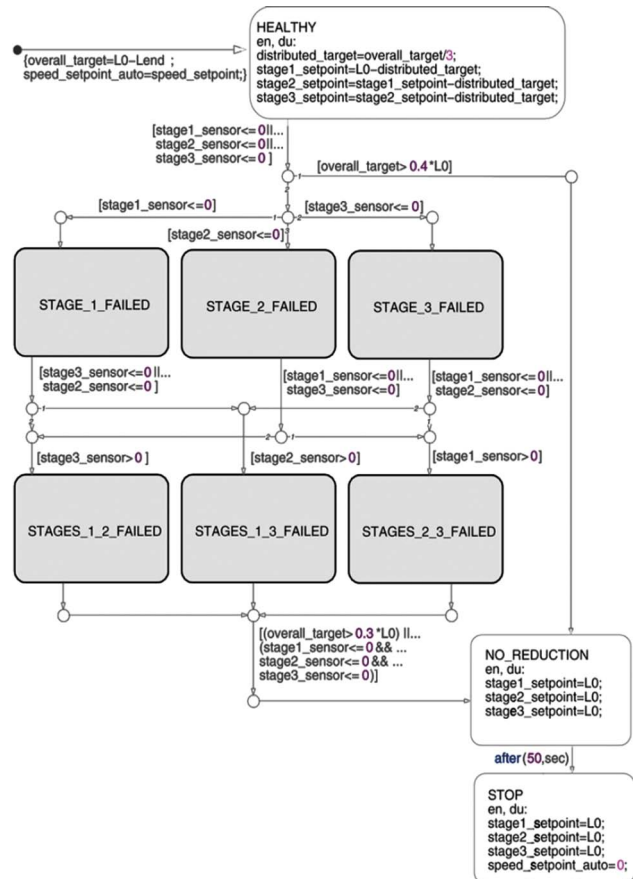 HEALTHY
en, du:
distributed_target=overall_target/3;
stage1_setpoint=L0-distributed_target;
stage2_setpoint=stage1_setpoint-distributed_target;
stage3_setpoint=stage2_setpoint-distributed_target;
{overall_target=L0-Lend ;
speed_setpoint_auto=speed_setpoint;}
[stage1_sensor<= 0||...
stage2_sensor<= 0||...
stage3_sensor<= 0 ]
1
[overall_target> 0.4 *L0]
2
[stage1_sensor<=0]
1
2
[stage3_sensor<= 0]
[stage2_sensor<=0]
3
STAGE_1_FAILED
STAGE_2_FAILED
STAGE_3_FAILED
[stage3_sensor<=0 ||...
stage2_sensor<=0 ]
[stage1_sensor<=0||...
stage3_sensor<=0]
[stage1_sensor<=0||...
stage2_sensor<=0]
1
2
2
1
2
1
[stage3_sensor>0 ]
[stage2_sensor>0]
[stage1_sensor>0]
STAGES_1_2_FAILED
STAGES_1_3_FAILED
STAGES_2_3_FAILED
[(overall_target> 0.3 *L0) ||...
(stage1_sensor<= 0 && ...
stage2_sensor<= 0 && ...
stage3_sensor<= 0)]
NO_REDUCTION
en, du:
stage1_setpoint=L0;
stage2_setpoint=L0;
stage3_setpoint=L0;
after(50,sec)
STOP
en, du:
stage1_setpoint=L0;
stage2_setpoint=L0;
stage3_setpoint=L0;
speed_setpoint_auto=0;